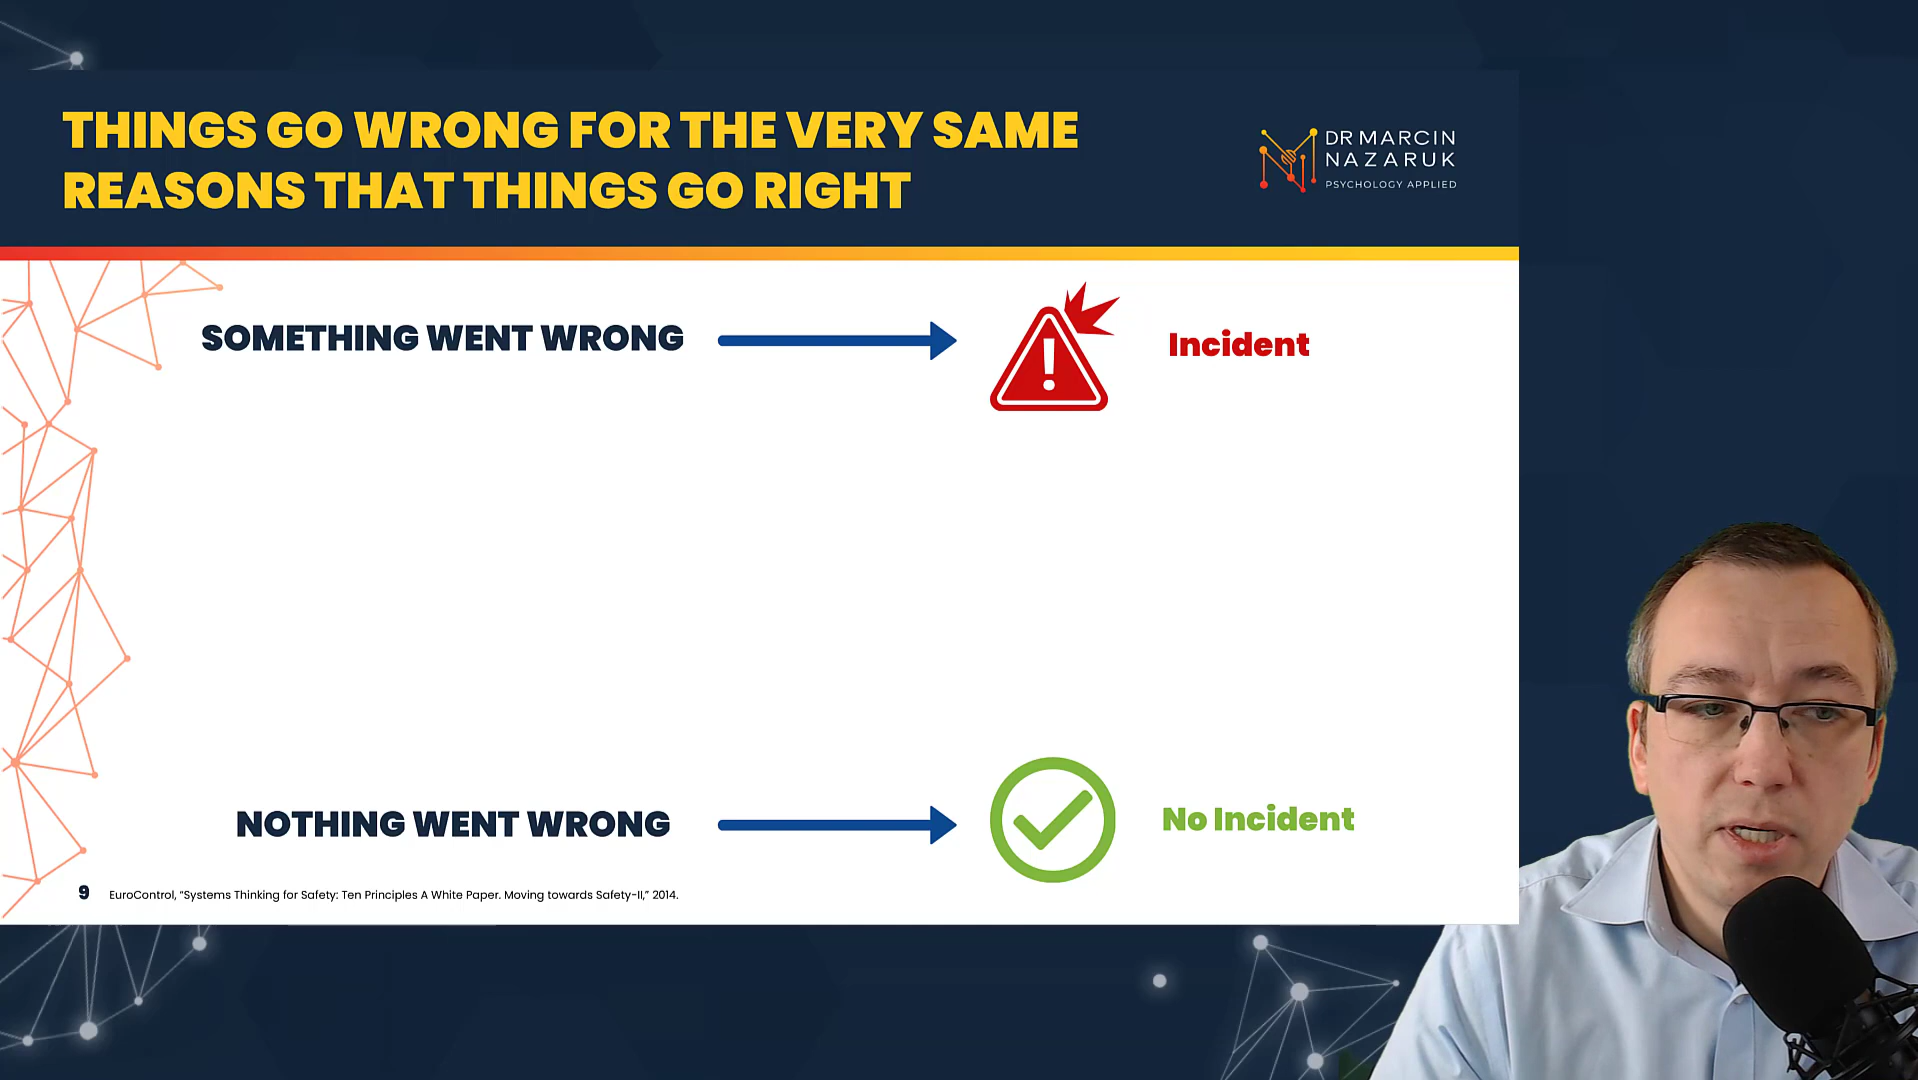 THINGS GO WRONG FOR THE VERY SAME
REASONS THAT THINGS GO RIGHT
DR MARCIN
NAZARUK
PSYCHOLOGY APPLIED
SOMETHING WENT WRONG
Incident
NOTHING WENT WRONG
No Incident
9
EuroControl, “Systems Thinking for Safety: Ten Principles A White Paper. Moving towards Safety-II,” 2014.